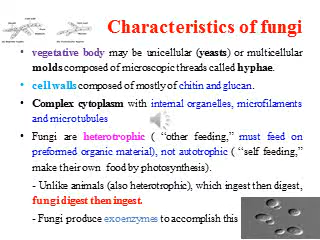 Characteristics of fungi
• vegetative body may be unicellular (yeasts) or multicellular
molds composed of microscopic threads called hyphae.
• cell walls composed of mostly of chitin and glucan.
• Complex cytoplasm with internal organelles, microfilaments
and microtubules
• Fungi are heterotrophic ( “other feeding,” must feed on
preformed organic material), not autotrophic ( “self feeding,”
make their own food by photosynthesis).
- Unlike animals (also heterotrophic), which ingest then digest,
fungi digest then ingest.
- Fungi produce exoenzymes to accomplish this